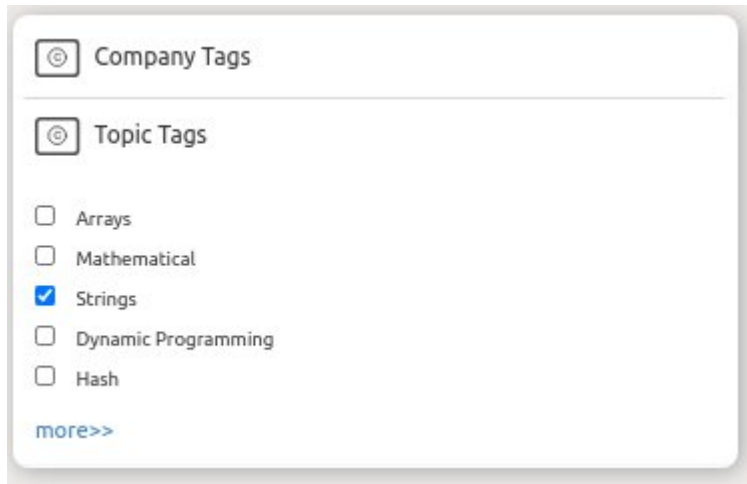 © Company Tags
© Topic Tags
Arrays
Mathematical
Strings
Dynamic Programming
Hash
more>>